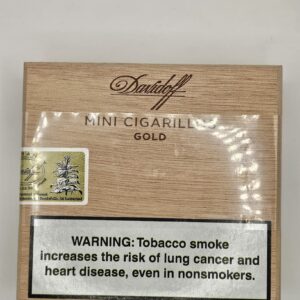 Davidoff
MINI CIGARILLOS
GOLD
WARNING: Tobacco smoke
increases the risk of lung cancer and
heart disease, even in nonsmokers.